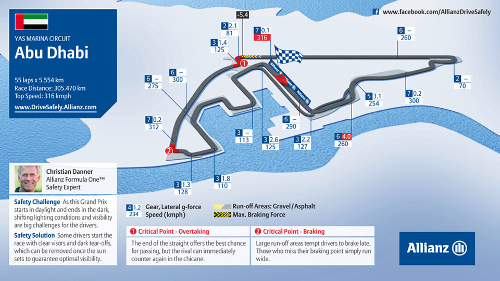 YAS MARINA CIRCUIT
Abu Dhabi
55 laps x 5.554 km
Race Distance: 305.470 km
Top Speed: 316 kmph
www.DriveSafely.Allianz.com
www.facebook.com/AllianzDriveSafely
-5.4
2 2.1
81
3 1.4
125
7 0.1
316
1
6 –
275
6 –
300
6 –
260
2 –
70
7 0.2
300
5 3.1
254
7 0.2
312
2
3 –
113
3 2.6
125
6 –
290
3 2.2
127
6 4.0
260
3 1.3
128
3 1.8
110
Christian Danner
Allianz Formula One™
Safety Expert
Safety Challenge As this Grand Prix
starts in daylight and ends in the dark,
shifting lighting conditions and visibility
are big challenges for the drivers.
Safety Solution Some drivers start the
race with clear visors and dark tear-offs,
which can be removed once the sun
sets to guarantee optimal visibility.
4 1.2
234
Gear, Lateral g-force
Speed (kmph)
Run-off Areas: Gravel / Asphalt
Max. Braking Force
1 Critical Point - Overtaking
The end of the straight offers the best chance
for passing, but the rival can immediately
counter again in the chicane.
2 Critical Point - Braking
Large run-off areas tempt drivers to brake late.
Those who miss their braking point simply run
wide.
Allianz